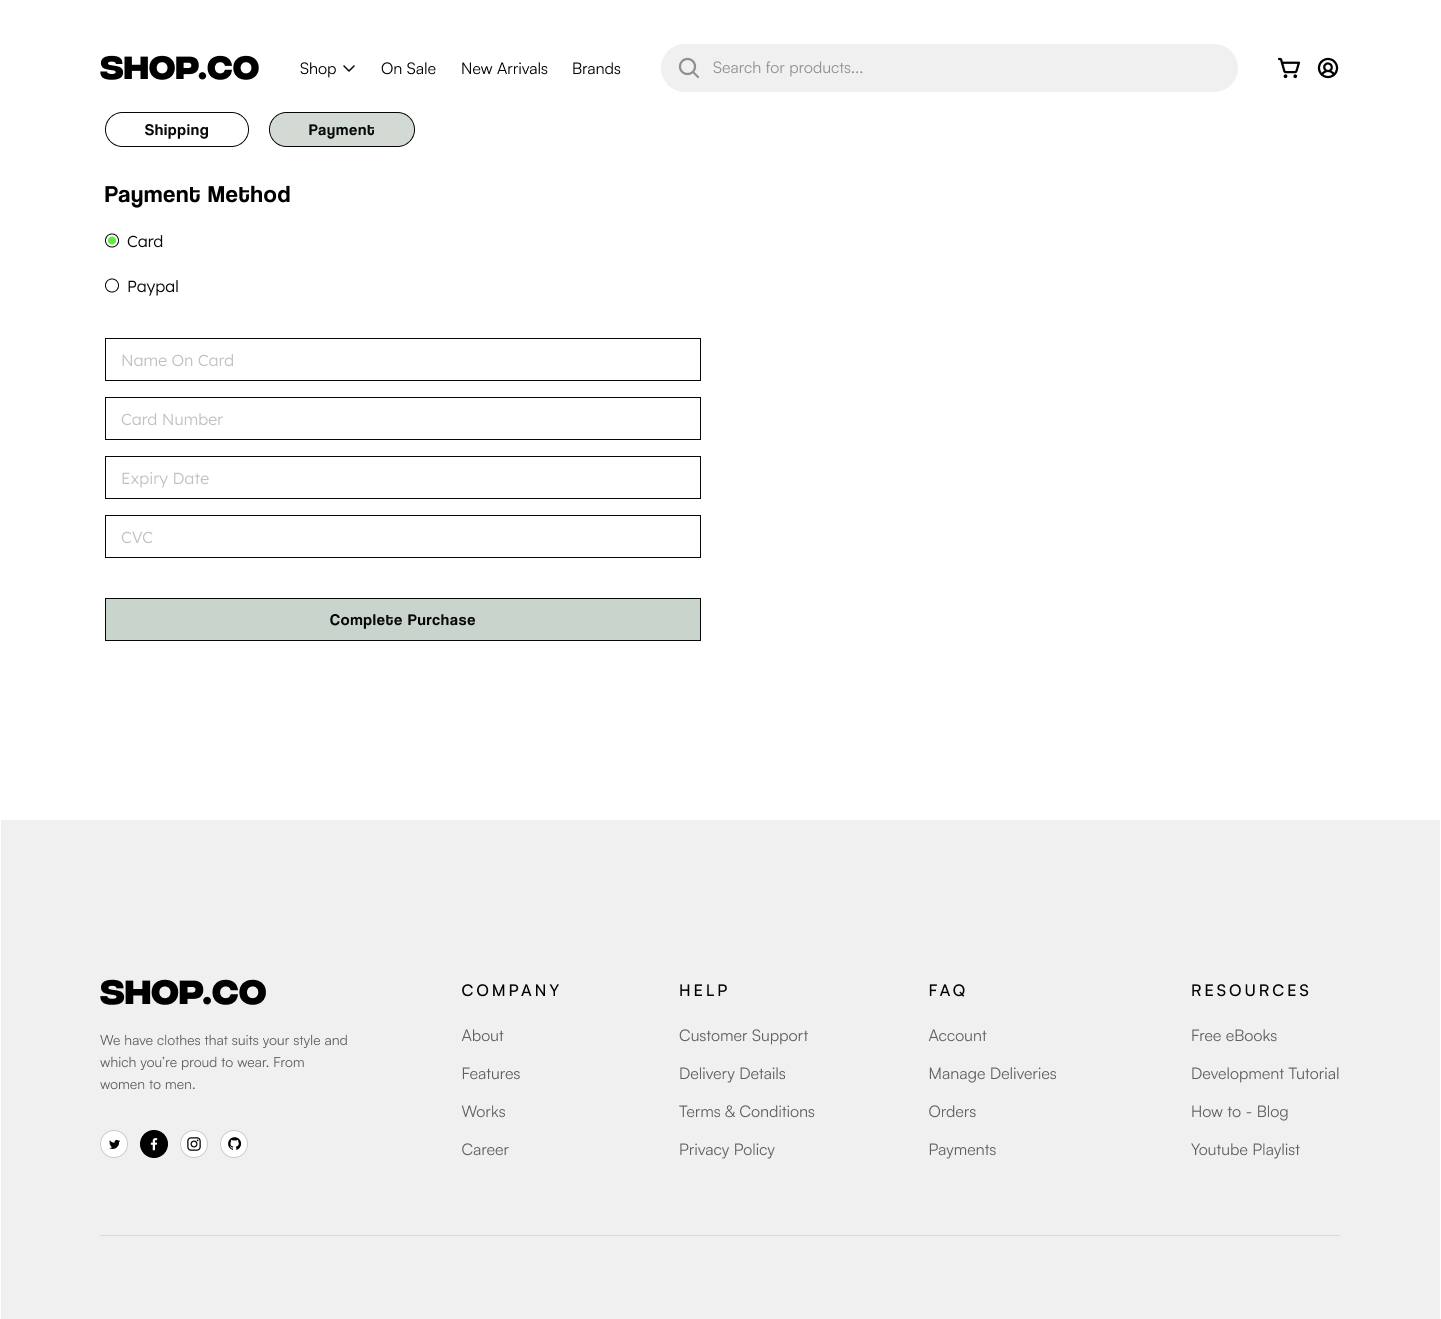 SHOP.CO
Shop
On Sale
New Arrivals
Brands
Search for products...
Shipping
Payment
Payment Method
Card
Paypal
Name On Card
Card Number
Expiry Date
CVC
Complete Purchase
SHOP.CO
We have clothes that suits your style and
which you're proud to wear. From
women to men.
COMPANY
About
Features
Works
Career
HELP
Customer Support
Delivery Details
Terms & Conditions
Privacy Policy
FAQ
Account
Manage Deliveries
Orders
Payments
RESOURCES
Free eBooks
Development Tutorial
How to - Blog
Youtube Playlist